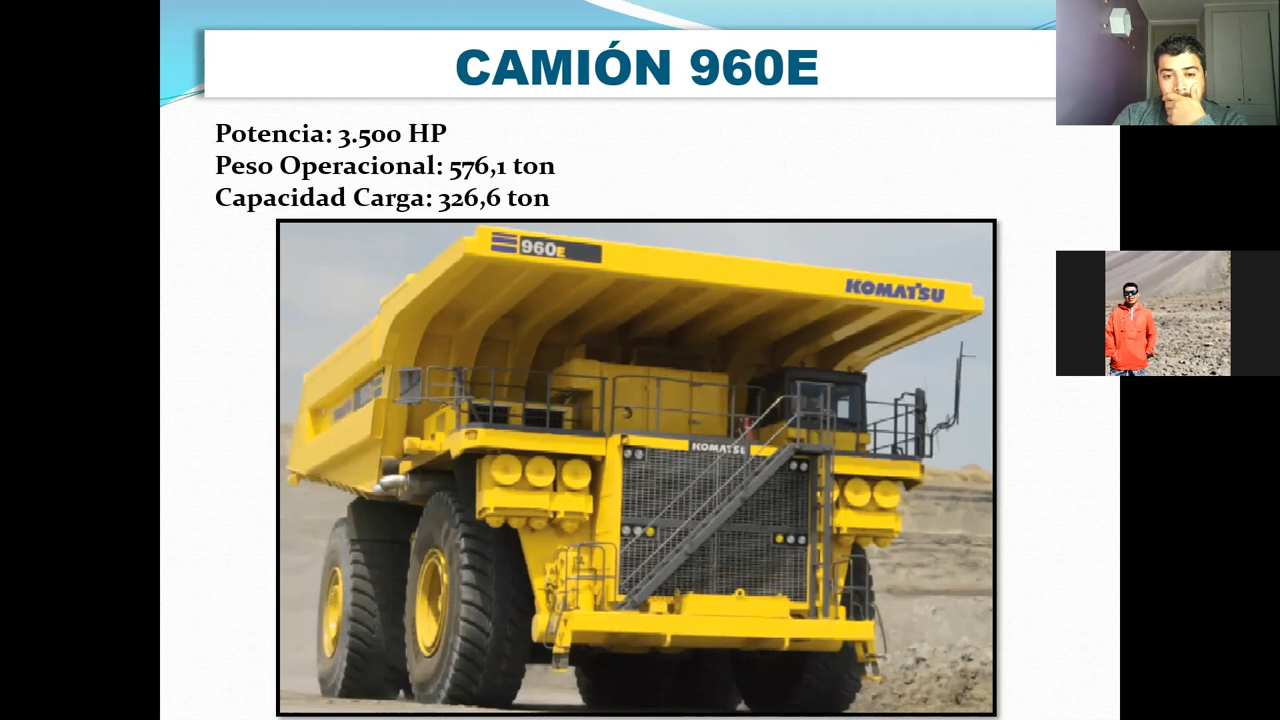 CAMIÓN 960E
Potencia: 3.500 HP
Peso Operacional: 576,1 ton
Capacidad Carga: 326,6 ton
960E
KOMATSU
KOMATSU